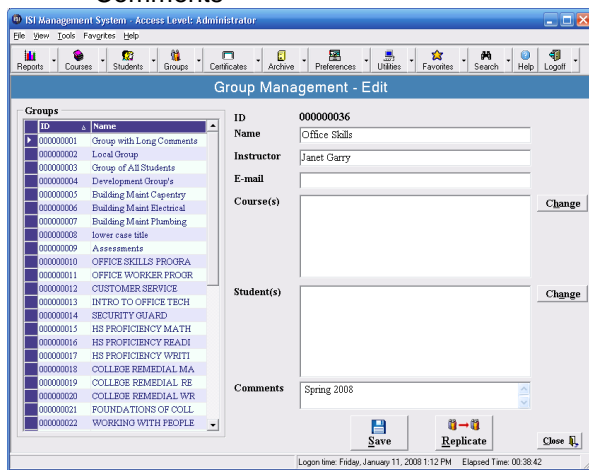 Comments
ISI Management System - Access Level: Administrator
File View Tools Favorites Help
Reports Courses Students Groups Certificates Archive Preferences Utilities Favorites Search Help Logoff
Group Management - Edit
Groups
ID Name
000000001 Group with Long Comments
000000002 Local Group
000000003 Group of All Students
000000004 Development Group's
000000005 Building Maint Capentry
000000006 Building Maint Electrical
000000007 Building Maint Plumbing
000000008 lower case title
000000009 Assessments
000000010 OFFICE SKILLS PROGRA
000000011 OFFICE WORKER PROGR
000000012 CUSTOMER SERVICE
000000013 INTRO TO OFFICE TECH
000000014 SECURITY GUARD
000000015 HS PROFICIENCY MATH
000000016 HS PROFICIENCY READI
000000017 HS PROFICIENCY WRITI
000000018 COLLEGE REMEDIAL MA
000000019 COLLEGE REMEDIAL RE
000000020 COLLEGE REMEDIAL WR
000000021 FOUNDATIONS OF COLL
000000022 WORKING WITH PEOPLE
ID 000000036
Name Office Skills
Instructor Janet Garry
E-mail
Course(s) Change
Student(s) Change
Comments Spring 2008
Save Replicate Close
Logon time: Friday, January 11, 2008 1:12 PM Elapsed Time: 00:38:42